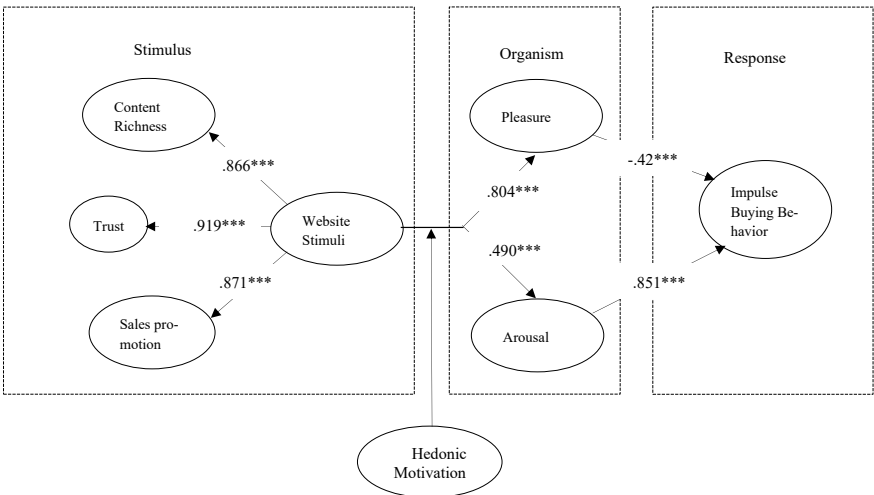 Stimulus
Content
Richness
.866***
Trust
.919***
Website
Stimuli
.871***
Sales pro-
motion
Organism
Pleasure
.804***
.490***
Arousal
Response
-.42***
Impulse
Buying Be-
havior
.851***
Hedonic
Motivation